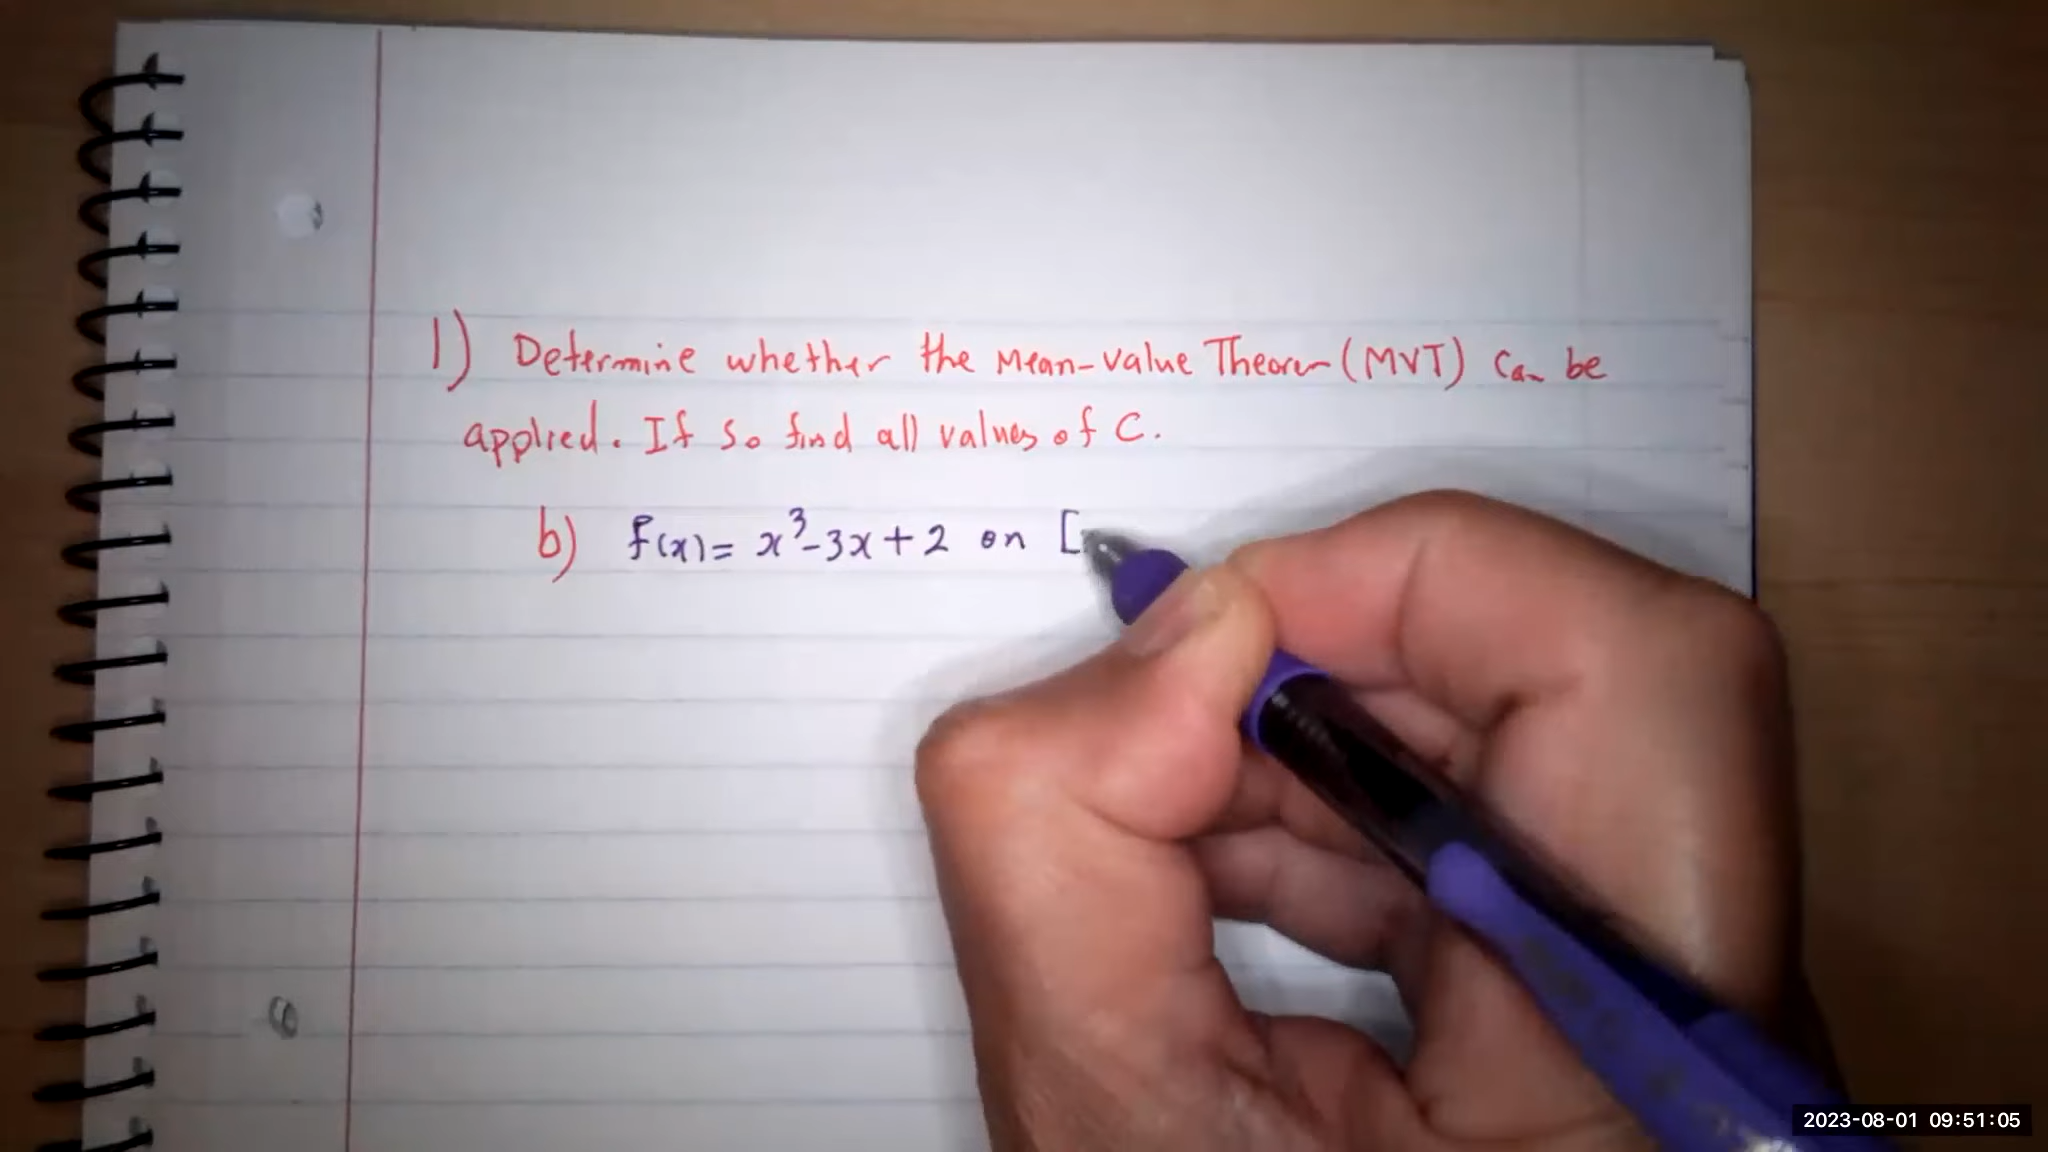 1) Determine whether the Mean-value Theorem (MVT) can be
applied. If so find all values of C.
b) f(x) = x³-3x+2 on [
2023-08-01 09:51:05